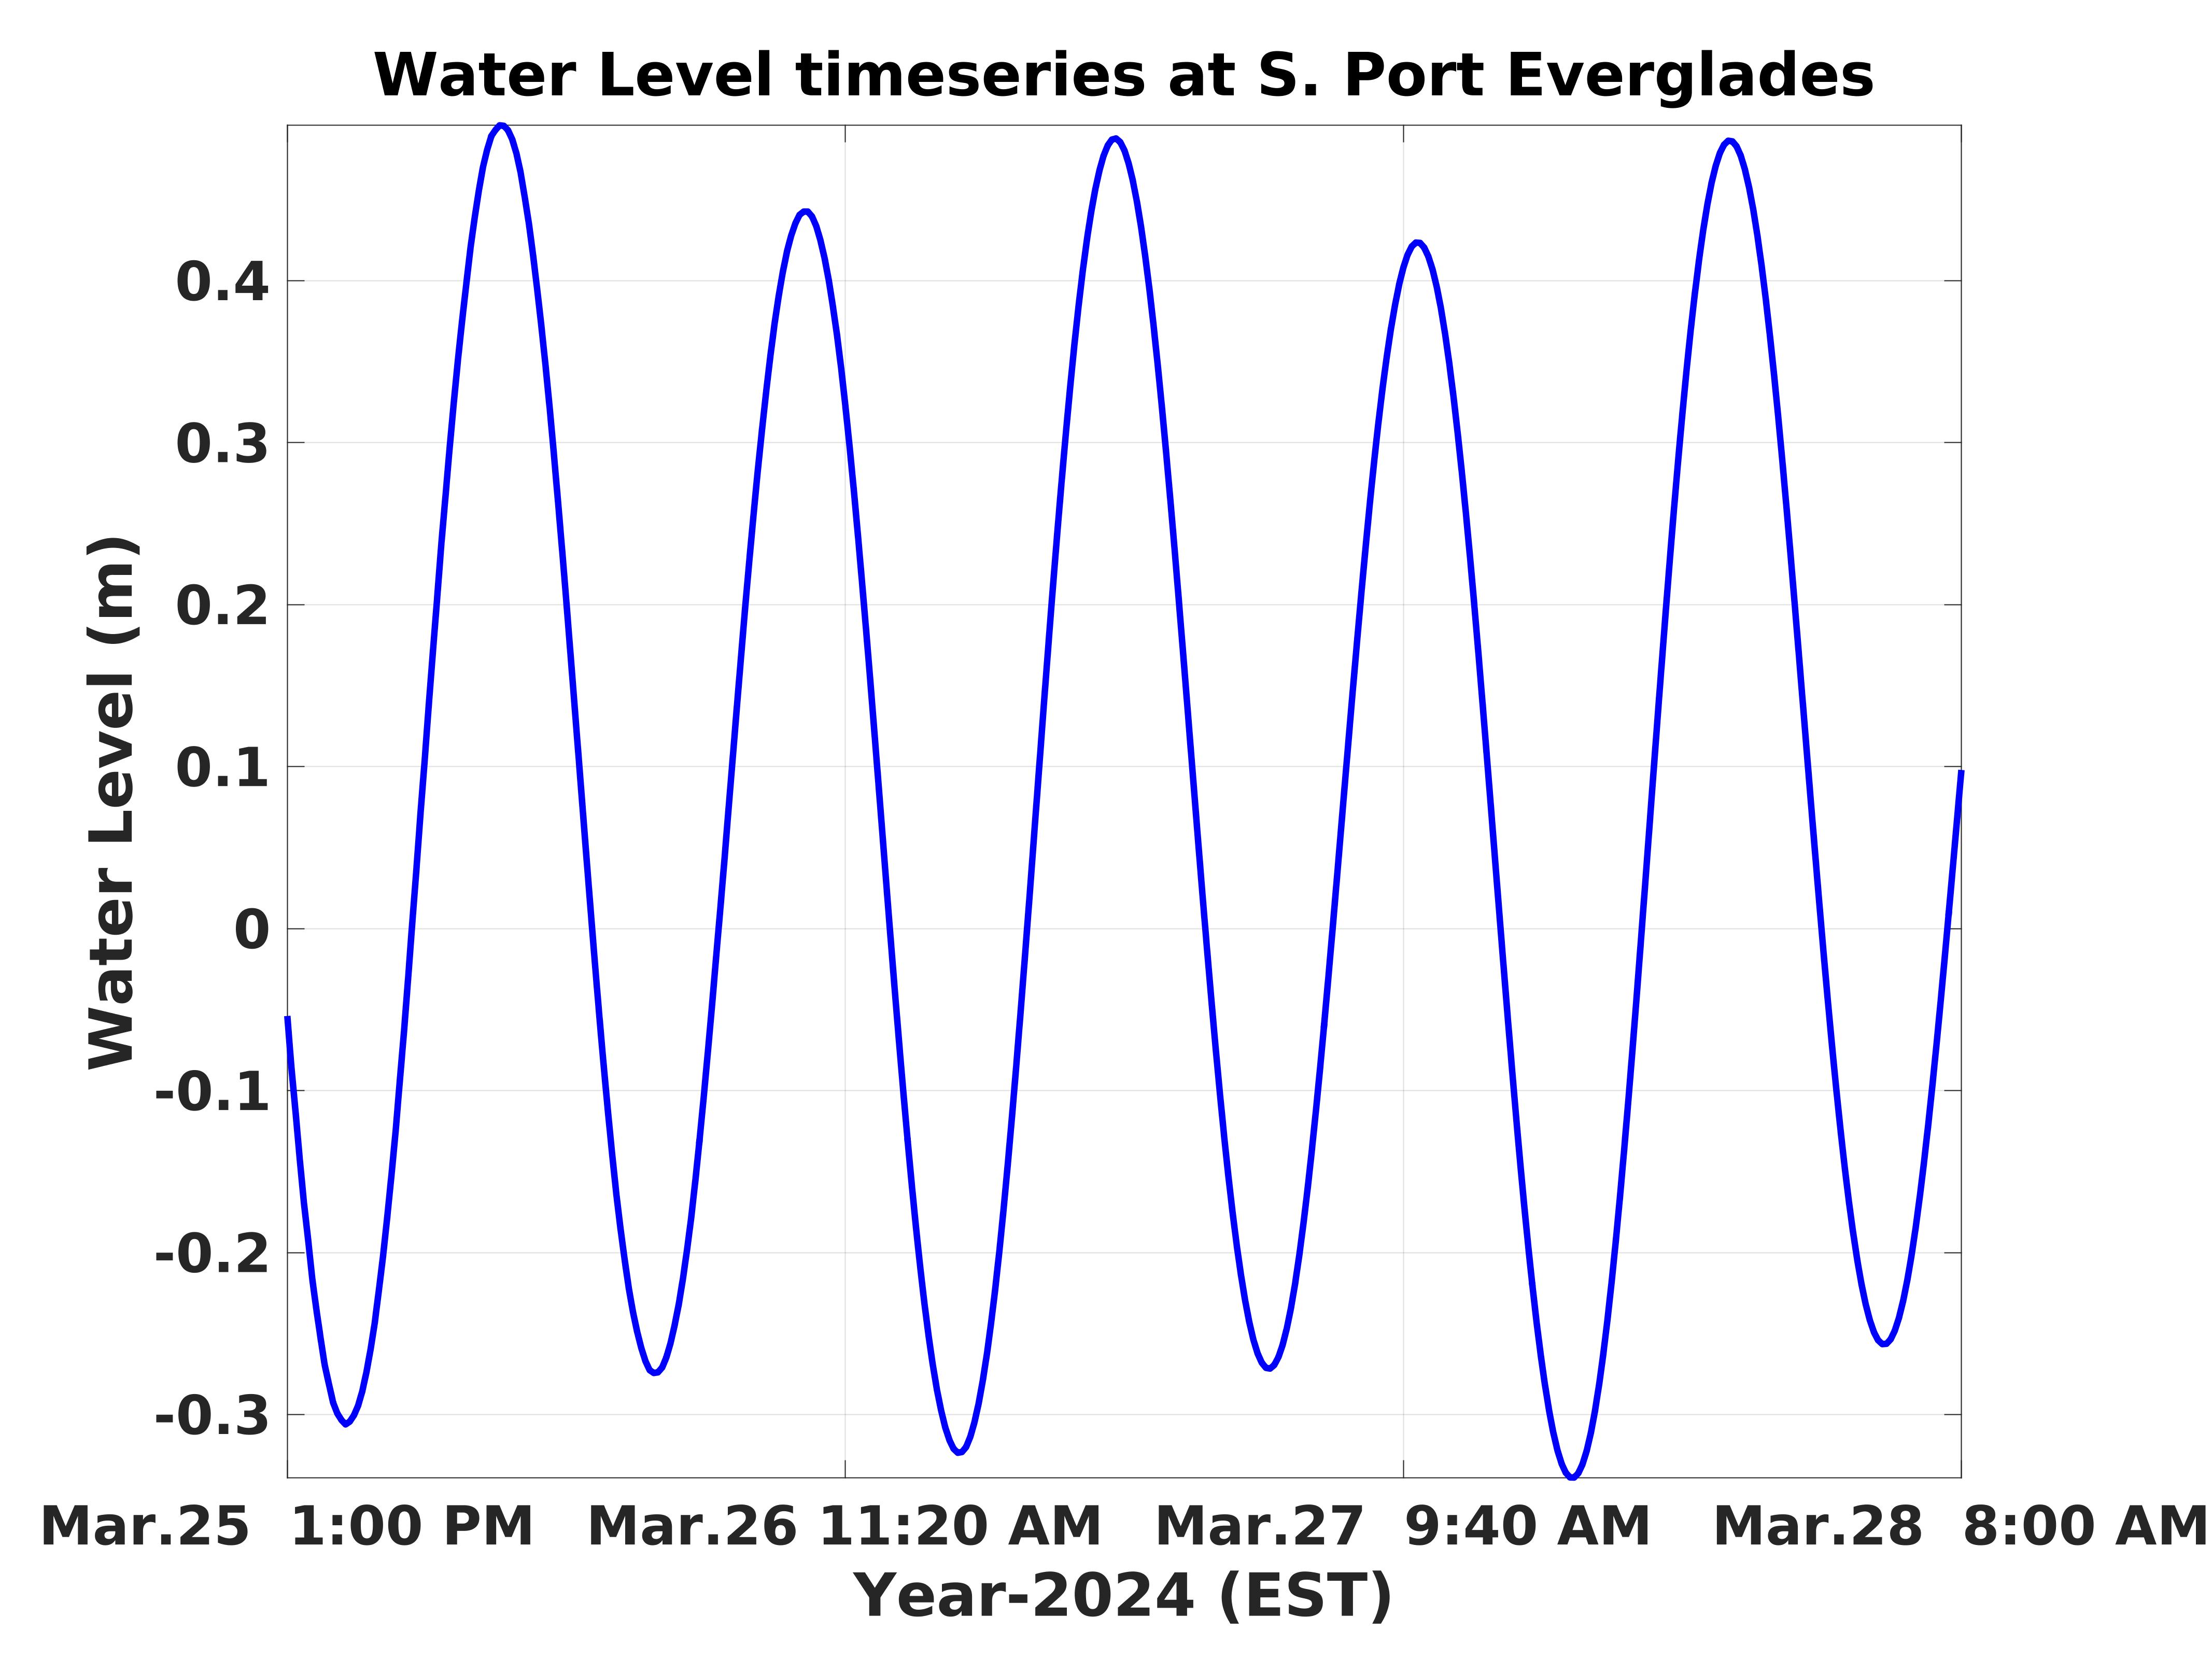 Water Level timeseries at S. Port Everglades
Water Level (m)
0.4
0.3
0.2
0.1
0
-0.1
-0.2
-0.3
Mar.25 1:00 PM Mar.26 11:20 AM Mar.27 9:40 AM Mar.28 8:00 AM
Year-2024 (EST)